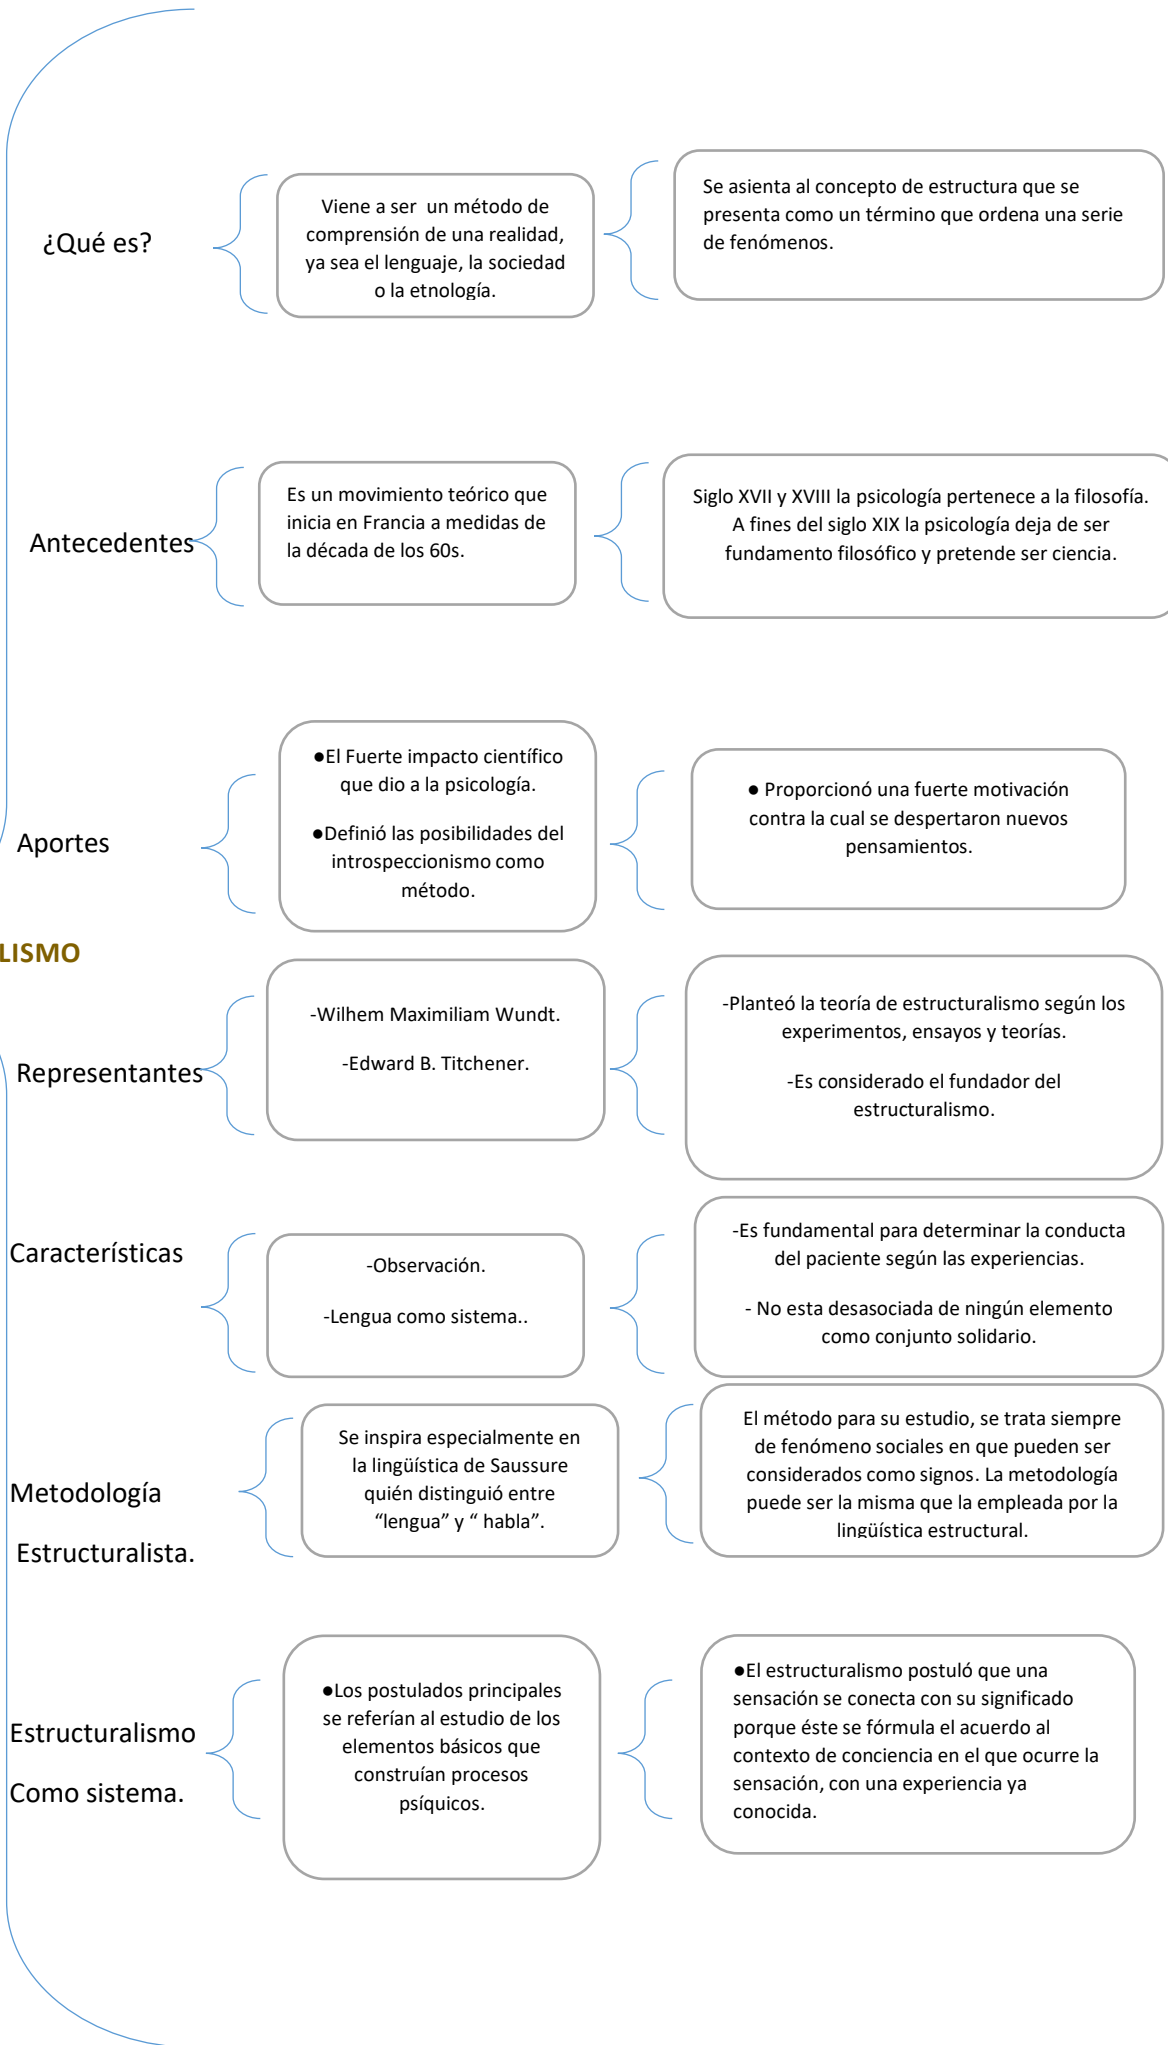 ¿Qué es?
Viene a ser  un método de
comprensión de una realidad,
ya sea el lenguaje, la sociedad
o la etnología.
Se asienta al concepto de estructura que se
presenta como un término que ordena una serie
de fenómenos.
Antecedentes
Es un movimiento teórico que
inicia en Francia a medidas de
la década de los 60s.
Siglo XVII y XVIII la psicología pertenece a la filosofía.
A fines del siglo XIX la psicología deja de ser
fundamento filosófico y pretende ser ciencia.
Aportes
●El Fuerte impacto científico
que dio a la psicología.
●Definió las posibilidades del
introspeccionismo como
método.
● Proporcionó una fuerte motivación
contra la cual se despertaron nuevos
pensamientos.
LISMO
Representantes
-Wilhem Maximiliam Wundt.
-Edward B. Titchener.
-Planteó la teoría de estructuralismo según los
experimentos, ensayos y teorías.
-Es considerado el fundador del
estructuralismo.
Característícas
-Observación.
-Lengua como sistema..
-Es fundamental para determinar la conducta
del paciente según las experiencias.
- No esta desasociada de ningún elemento
como conjunto solidario.
Metodología
Estructuralista.
Se inspira especialmente en
la lingüística de Saussure
quién distinguió entre
“lengua” y “ habla”.
El método para su estudio, se trata siempre
de fenómeno sociales en que pueden ser
considerados como signos. La metodología
puede ser la misma que la empleada por la
lingüística estructural.
Estructuralismo
Como sistema.
●Los postulados principales
se referían al estudio de los
elementos básicos que
construían procesos
psíquicos.
●El estructuralismo postuló que una
sensación se conecta con su significado
porque éste se fórmula el acuerdo al
contexto de conciencia en el que ocurre la
sensación, con una experiencia ya
conocida.